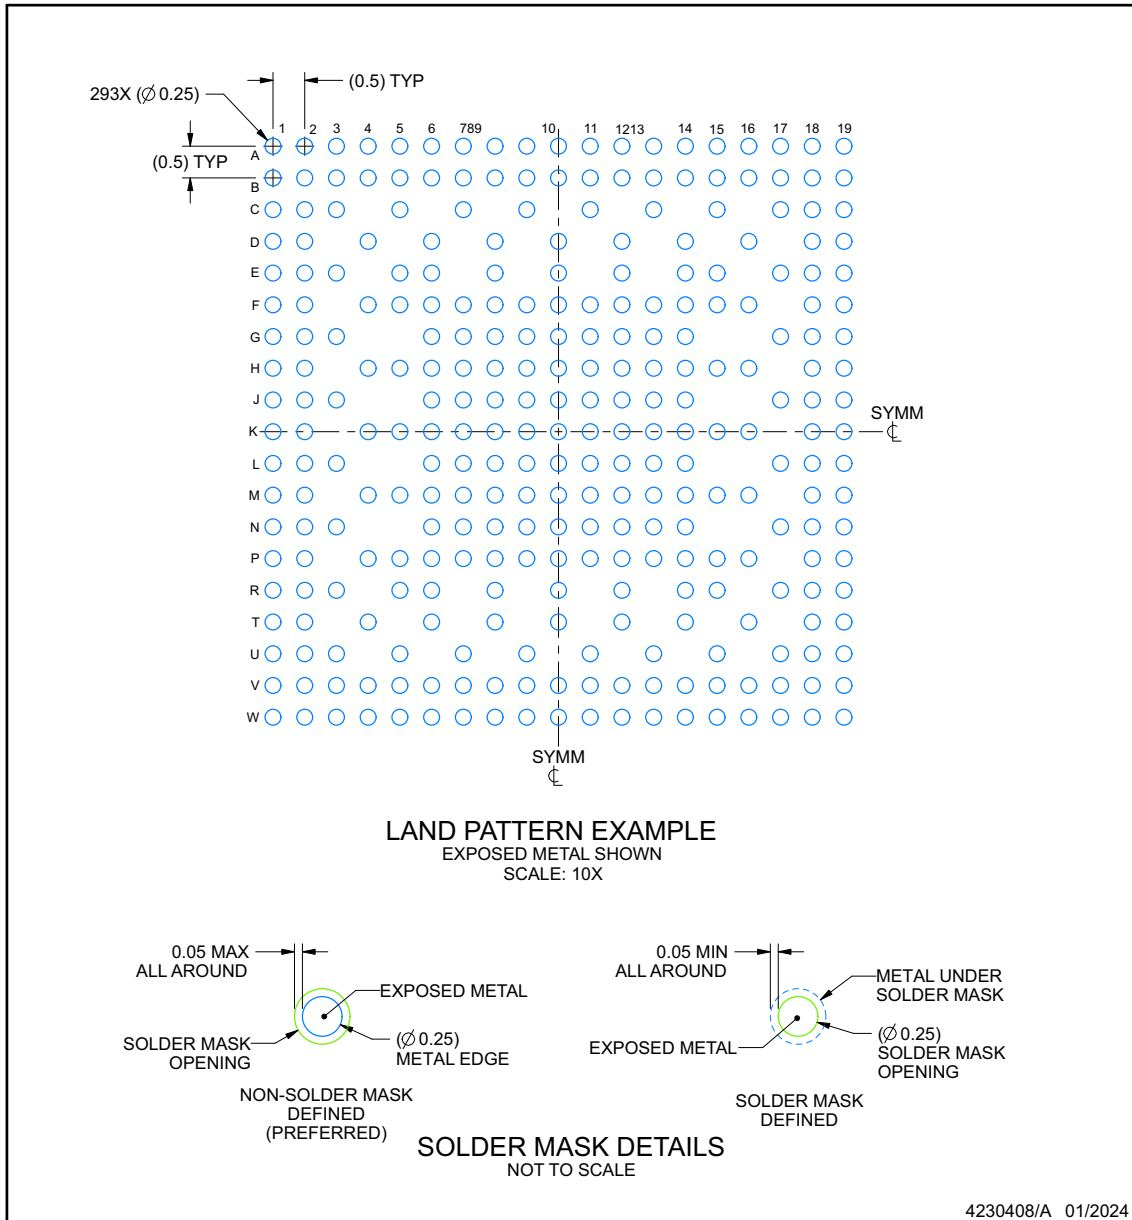 (0.5) TYP
293X (∅ 0.25)
1 2 3 4 5 6 789 10 11 1213 14 15 16 17 18 19
A
(0.5) TYP
B
C
D
E
F
G
H
J
SYMM
K
℄
L
M
N
P
R
T
U
V
W
SYMM
℄
LAND PATTERN EXAMPLE
EXPOSED METAL SHOWN
SCALE: 10X
0.05 MAX
ALL AROUND
EXPOSED METAL
SOLDER MASK
OPENING
(∅ 0.25)
METAL EDGE
NON-SOLDER MASK
DEFINED
(PREFERRED)
0.05 MIN
ALL AROUND
METAL UNDER
SOLDER MASK
EXPOSED METAL
(∅ 0.25)
SOLDER MASK
OPENING
SOLDER MASK
DEFINED
SOLDER MASK DETAILS
NOT TO SCALE
4230408/A 01/2024